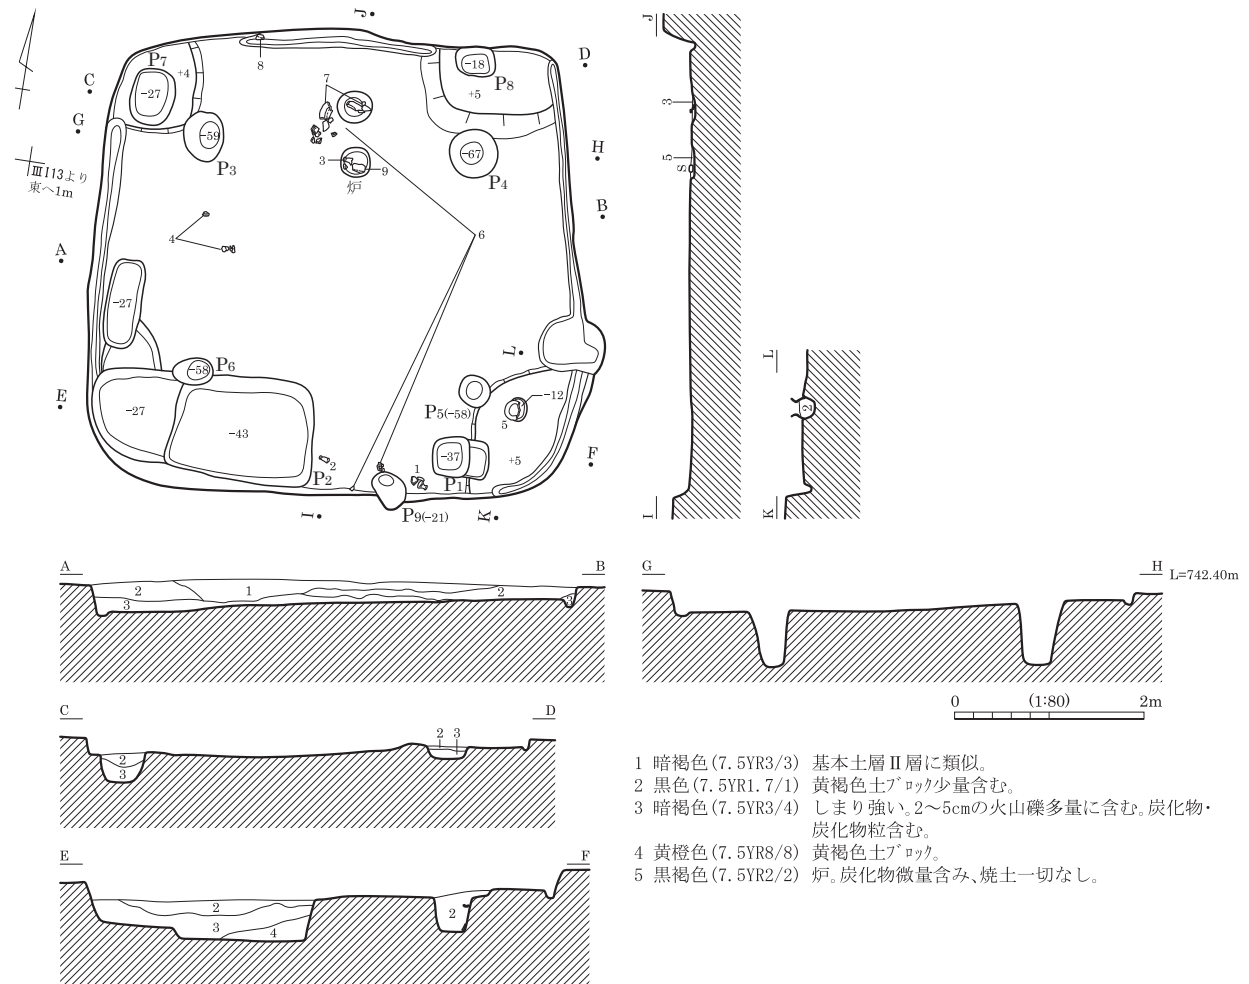 J
8
P7
-27
+4
C
G
-59
P3
ⅢⅠ13より
東へ1m
7
3
9
炉
-18
P8
+5
D
-67
P4
H
B
A
4
6
-27
-58
P6
E
-27
-43
2
P2
L
P5(-58)
-12
5
+5
F
1
-37
P1
P9(-21)
I
K
J
3
5
S
I
L
2
K
A
B
2
1
2
3
3
G
H
L=742.40m
C
D
2
3
2
3
0
(1:80)
2m
E
F
2
3
4
2
1 暗褐色(7.5YR3/3) 基本土層Ⅱ層に類似。
2 黒色(7.5YR1.7/1) 黄褐色土ブロック少量含む。
3 暗褐色(7.5YR3/4) しまり強い。2〜5cmの火山礫多量に含む。炭化物・
炭化物粒含む。
4 黄橙色(7.5YR8/8) 黄褐色土ブロック。
5 黒褐色(7.5YR2/2) 炉。炭化物微量含み、焼土一切なし。